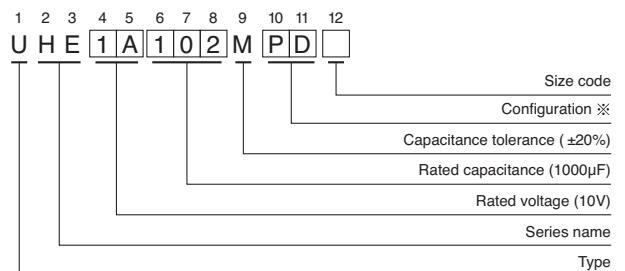 1 2 3 4 5 6 7 8 9 10 11 12
U H E 1 A 1 0 2 M P D
Size code
Configuration ※
Capacitance tolerance ( ±20%)
Rated capacitance (1000µF)
Rated voltage (10V)
Series name
Type